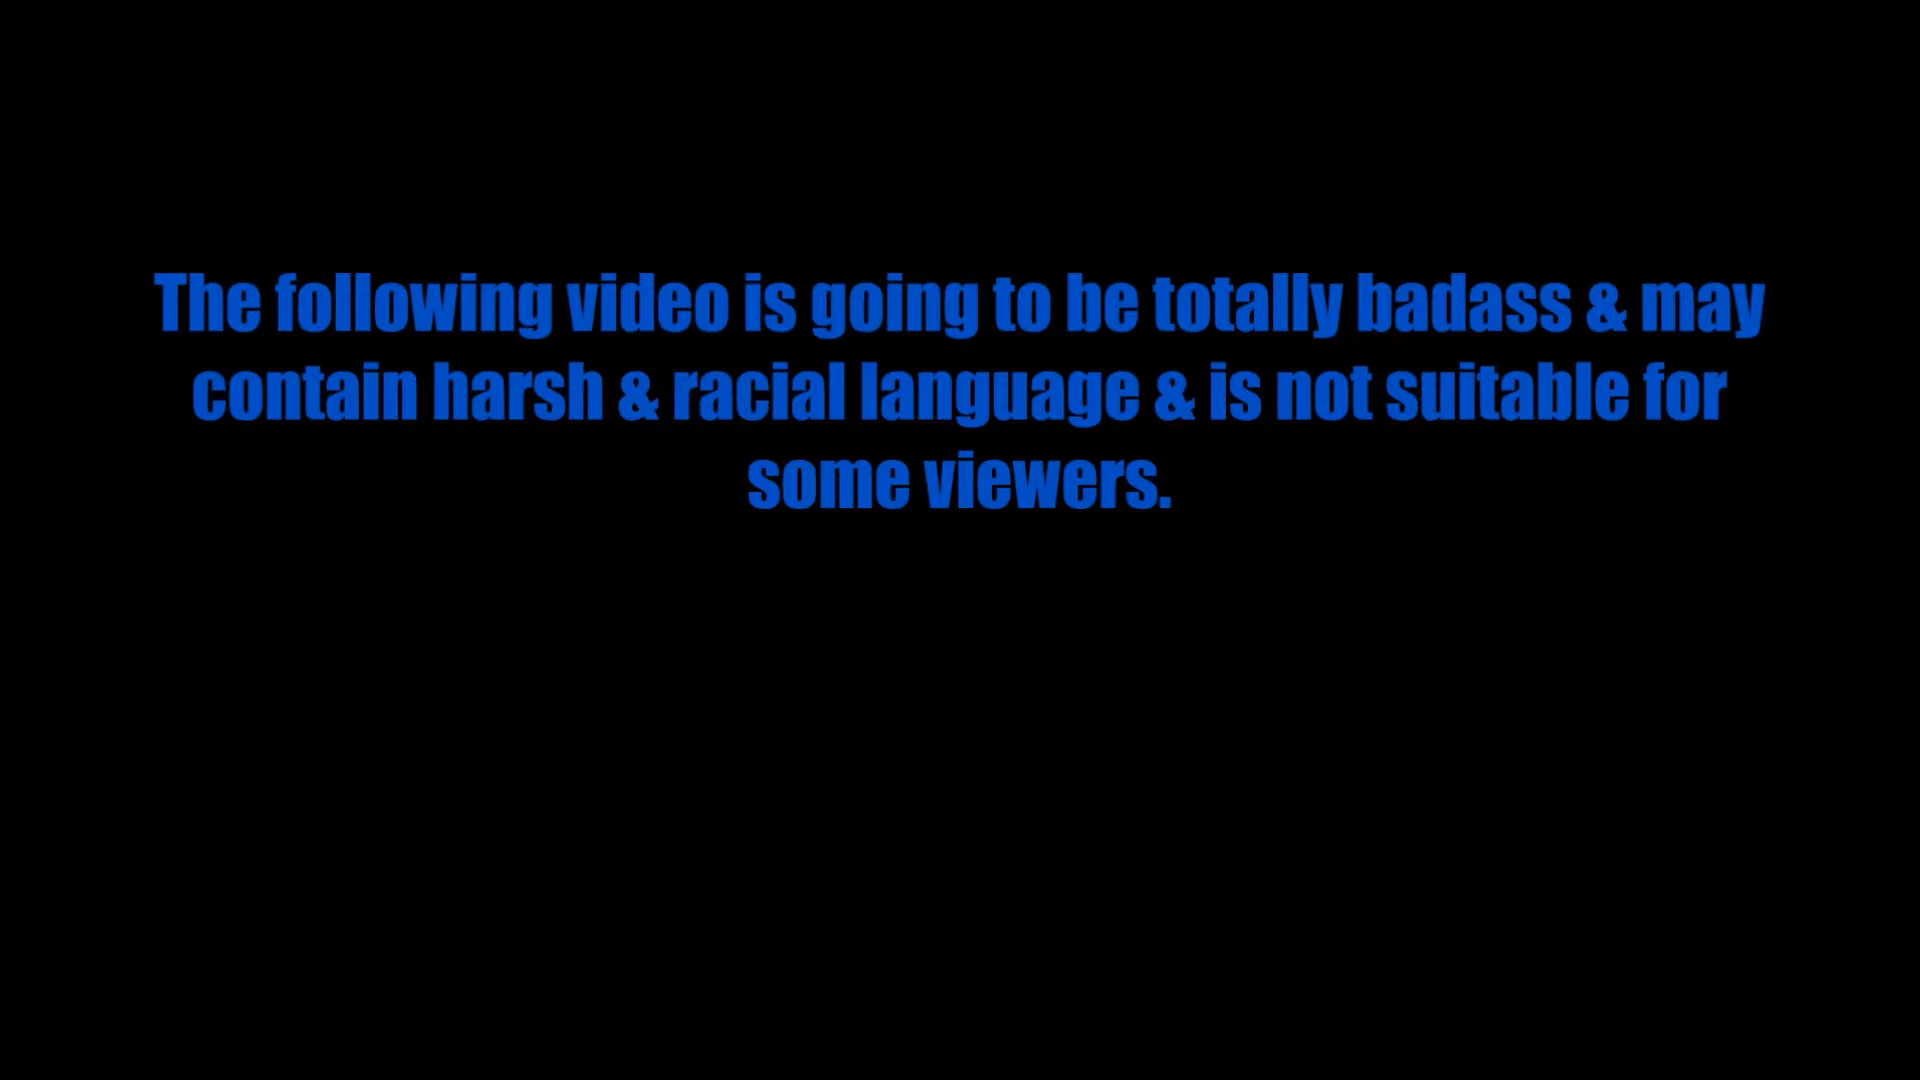 The following video is going to be totally badass & may
contain harsh & racial language & is not suitable for
some viewers.